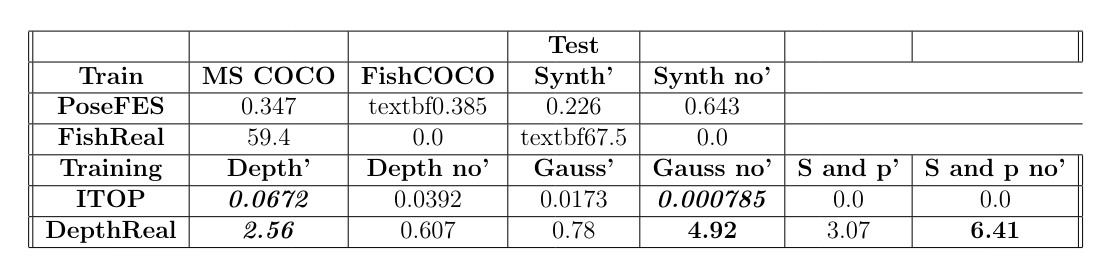 Test
Train MS COCO FishCOCO Synth' Synth no'
PoseFES 0.347 textbf0.385 0.226 0.643
FishReal 59.4 0.0 textbf67.5 0.0
Training Depth' Depth no' Gauss' Gauss no' S and p' S and p no'
ITOP 0.0672 0.0392 0.0173 0.000785 0.0 0.0
DepthReal 2.56 0.607 0.78 4.92 3.07 6.41